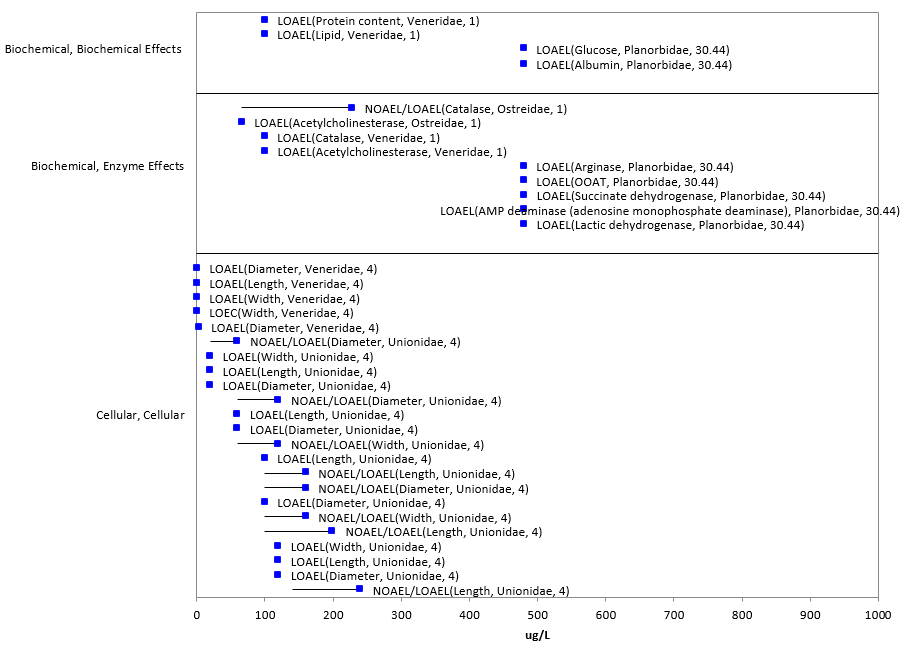 LOAEL(Protein content, Veneridae, 1)
LOAEL(Lipid, Veneridae, 1)
Biochemical, Biochemical Effects
LOAEL(Glucose, Planorbidae, 30.44)
LOAEL(Albumin, Planorbidae, 30.44)
NOAEL/LOAEL(Catalase, Ostreidae, 1)
LOAEL(Acetylcholinesterase, Ostreidae, 1)
LOAEL(Catalase, Veneridae, 1)
LOAEL(Acetylcholinesterase, Veneridae, 1)
Biochemical, Enzyme Effects
LOAEL(Arginase, Planorbidae, 30.44)
LOAEL(OOAT, Planorbidae, 30.44)
LOAEL(Succinate dehydrogenase, Planorbidae, 30.44)
LOAEL(AMP deaminase (adenosine monophosphate deaminase), Planorbidae, 30.44)
LOAEL(Lactic dehydrogenase, Planorbidae, 30.44)
LOAEL(Diameter, Veneridae, 4)
LOAEL(Length, Veneridae, 4)
LOAEL(Width, Veneridae, 4)
LOEC(Width, Veneridae, 4)
LOAEL(Diameter, Veneridae, 4)
NOAEL/LOAEL(Diameter, Unionidae, 4)
LOAEL(Width, Unionidae, 4)
LOAEL(Length, Unionidae, 4)
LOAEL(Diameter, Unionidae, 4)
NOAEL/LOAEL(Diameter, Unionidae, 4)
Cellular, Cellular
LOAEL(Length, Unionidae, 4)
LOAEL(Diameter, Unionidae, 4)
NOAEL/LOAEL(Width, Unionidae, 4)
LOAEL(Length, Unionidae, 4)
NOAEL/LOAEL(Length, Unionidae, 4)
NOAEL/LOAEL(Diameter, Unionidae, 4)
LOAEL(Diameter, Unionidae, 4)
NOAEL/LOAEL(Width, Unionidae, 4)
NOAEL/LOAEL(Length, Unionidae, 4)
LOAEL(Width, Unionidae, 4)
LOAEL(Length, Unionidae, 4)
LOAEL(Diameter, Unionidae, 4)
NOAEL/LOAEL(Length, Unionidae, 4)
0 100 200 300 400 500 600 700 800 900 1000
ug/L